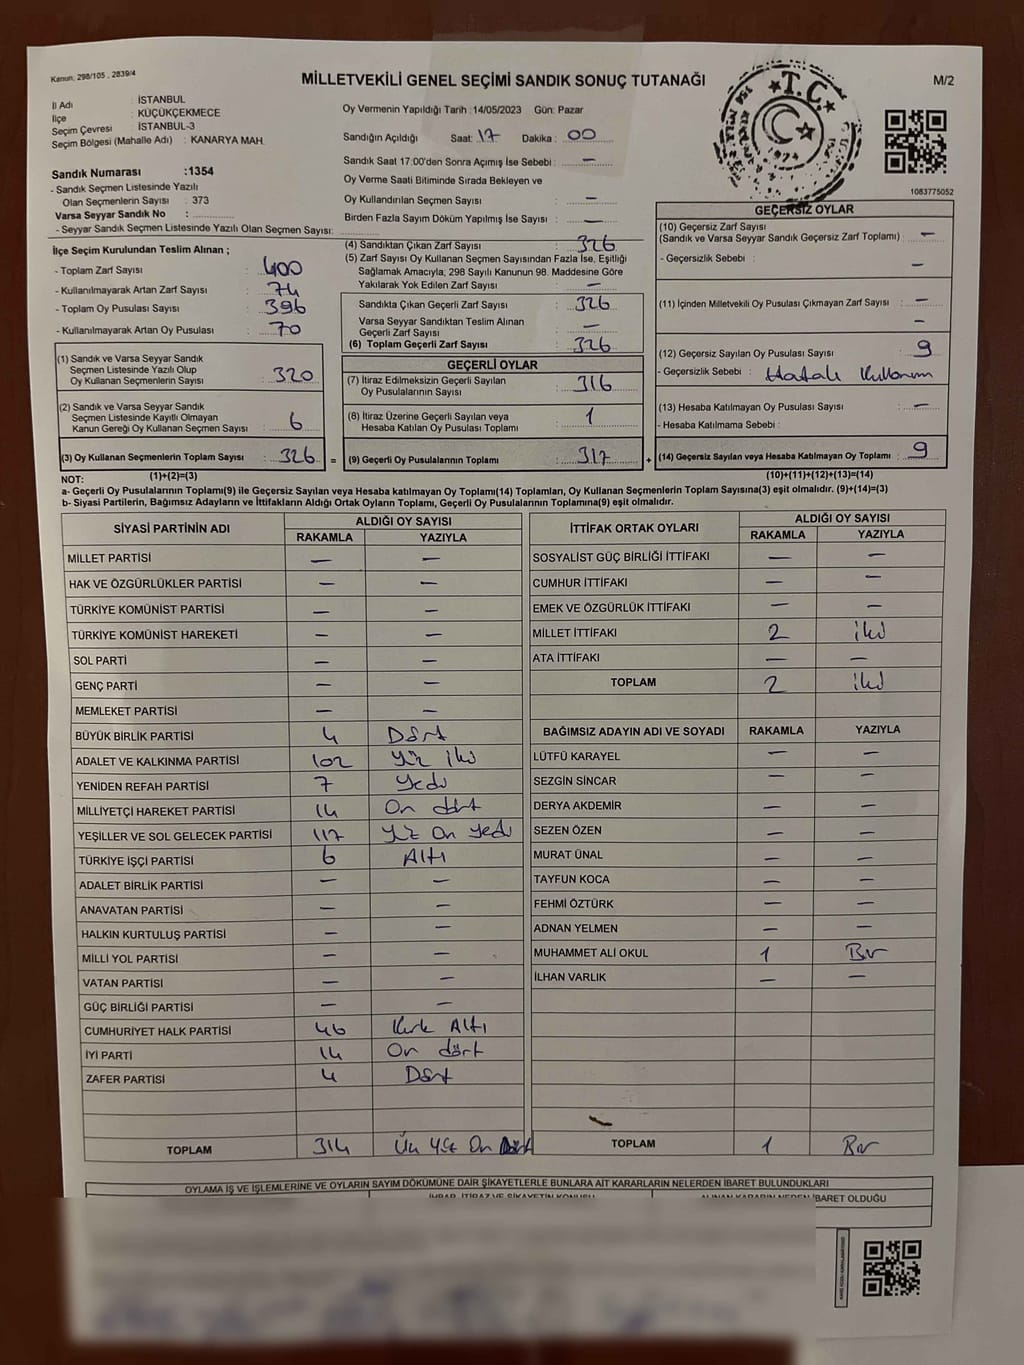 Kanun; 298/105 , 2839/4
MİLLETVEKİLİ GENEL SEÇİMİ SANDIK SONUÇ TUTANAĞI
M/2
İl Adı : İSTANBUL
İlçe : KÜÇÜKÇEKMECE
Seçim Çevresi : İSTANBUL-3
Seçim Bölgesi (Mahalle Adı) : KANARYA MAH.
Sandık Numarası :1354
- Sandık Seçmen Listesinde Yazılı
Olan Seçmenlerin Sayısı : 373
Varsa Seyyar Sandık No :
- Seyyar Sandık Seçmen Listesinde Yazılı Olan Seçmen Sayısı:
Oy Vermenin Yapıldığı Tarih :14/05/2023 Gün: Pazar
Sandığın Açıldığı Saat: 17 Dakika : 00
Sandık Saat 17:00'den Sonra Açımış İse Sebebi : —
Oy Verme Saati Bitiminde Sırada Bekleyen ve
Oy Kullandırılan Seçmen Sayısı : —
Birden Fazla Sayım Döküm Yapılmış İse Sayısı : —
T.C.
1083775052
İlçe Seçim Kurulundan Teslim Alınan ;
- Toplam Zarf Sayısı : 400
- Kullanılmayarak Artan Zarf Sayısı : 74
- Toplam Oy Pusulası Sayısı : 396
- Kullanılmayarak Artan Oy Pusulası : 70
(1) Sandık ve Varsa Seyyar Sandık
Seçmen Listesinde Yazılı Olup
Oy Kullanan Seçmenlerin Sayısı : 320
(2) Sandık ve Varsa Seyyar Sandık
Seçmen Listesinde Kayıtlı Olmayan
Kanun Gereği Oy Kullanan Seçmen Sayısı : 6
(3) Oy Kullanan Seçmenlerin Toplam Sayısı : 326 =
(1)+(2)=(3)
(4) Sandıktan Çıkan Zarf Sayısı : 326
(5) Zarf Sayısı Oy Kullanan Seçmen Sayısından Fazla İse, Eşitliği
Sağlamak Amacıyla; 298 Sayılı Kanunun 98. Maddesine Göre
Yakılarak Yok Edilen Zarf Sayısı : —
Sandıkta Çıkan Geçerli Zarf Sayısı : 326
Varsa Seyyar Sandıktan Teslim Alınan
Geçerli Zarf Sayısı : —
(6) Toplam Geçerli Zarf Sayısı : 326
GEÇERLİ OYLAR
(7) İtiraz Edilmeksizin Geçerli Sayılan
Oy Pusulalarının Sayısı : 316
(8) İtiraz Üzerine Geçerli Sayılan veya
Hesaba Katılan Oy Pusulası Toplamı : 1
(9) Geçerli Oy Pusulalarının Toplamı : 317 +
GEÇERSİZ OYLAR
(10) Geçersiz Zarf Sayısı
(Sandık ve Varsa Seyyar Sandık Geçersiz Zarf Toplamı) : —
- Geçersizlik Sebebi : —
(11) İçinden Milletvekili Oy Pusulası Çıkmayan Zarf Sayısı : —
—
(12) Geçersiz Sayılan Oy Pusulası Sayısı : 9
- Geçersizlik Sebebi : Hatalı Kullanım
(13) Hesaba Katılmayan Oy Pusulası Sayısı : —
- Hesaba Katılmama Sebebi :
(14) Geçersiz Sayılan veya Hesaba Katılmayan Oy Toplamı : 9
(10)+(11)+(12)+(13)=(14)
NOT:
a- Geçerli Oy Pusulalarının Toplamı(9) ile Geçersiz Sayılan veya Hesaba katılmayan Oy Toplamı(14) Toplamları, Oy Kullanan Seçmenlerin Toplam Sayısına(3) eşit olmalıdır. (9)+(14)=(3)
b- Siyasi Partilerin, Bağımsız Adayların ve İttifakların Aldığı Ortak Oyların Toplamı, Geçerli Oy Pusulalarının Toplamına(9) eşit olmalıdır.
SİYASİ PARTİNİN ADI ALDIĞI OY SAYISI
RAKAMLA YAZIYLA
MİLLET PARTİSİ — —
HAK VE ÖZGÜRLÜKLER PARTİSİ — —
TÜRKİYE KOMÜNİST PARTİSİ — —
TÜRKİYE KOMÜNİST HAREKETİ — —
SOL PARTİ — —
GENÇ PARTİ — —
MEMLEKET PARTİSİ — —
BÜYÜK BİRLİK PARTİSİ 4 Dört
ADALET VE KALKINMA PARTİSİ 102 Yüz İki
YENİDEN REFAH PARTİSİ 7 Yedi
MİLLİYETÇİ HAREKET PARTİSİ 14 On dört
YEŞİLLER VE SOL GELECEK PARTİSİ 117 Yüz On Yedi
TÜRKİYE İŞÇİ PARTİSİ 6 Altı
ADALET BİRLİK PARTİSİ — —
ANAVATAN PARTİSİ — —
HALKIN KURTULUŞ PARTİSİ — —
MİLLİ YOL PARTİSİ — —
VATAN PARTİSİ — —
GÜÇ BİRLİĞİ PARTİSİ — —
CUMHURİYET HALK PARTİSİ 46 Kırk Altı
İYİ PARTİ 14 On dört
ZAFER PARTİSİ 4 Dört
TOPLAM 314 Üç Yüz On Dört
İTTİFAK ORTAK OYLARI ALDIĞI OY SAYISI
RAKAMLA YAZIYLA
SOSYALİST GÜÇ BİRLİĞİ İTTİFAKI — —
CUMHUR İTTİFAKI — —
EMEK VE ÖZGÜRLÜK İTTİFAKI — —
MİLLET İTTİFAKI 2 iki
ATA İTTİFAKI — —
TOPLAM 2 iki
BAĞIMSIZ ADAYIN ADI VE SOYADI RAKAMLA YAZIYLA
LÜTFÜ KARAYEL — —
SEZGİN SİNCAR — —
DERYA AKDEMİR — —
SEZEN ÖZEN — —
MURAT ÜNAL — —
TAYFUN KOCA — —
FEHMİ ÖZTÜRK — —
ADNAN YELMEN — —
MUHAMMET ALİ OKUL 1 Bir
İLHAN VARLIK — —
TOPLAM 1 Bir
OYLAMA İŞ VE İŞLEMLERİNE VE OYLARIN SAYIM DÖKÜMÜNE DAİR ŞİKAYETLERLE BUNLARA AİT KARARLARIN NELERDEN İBARET BULUNDUKLARI
İHBAR, İTİRAZ VE ŞİKAYETİN KONUSU ALINAN KARARIN NEDEN İBARET OLDUĞU